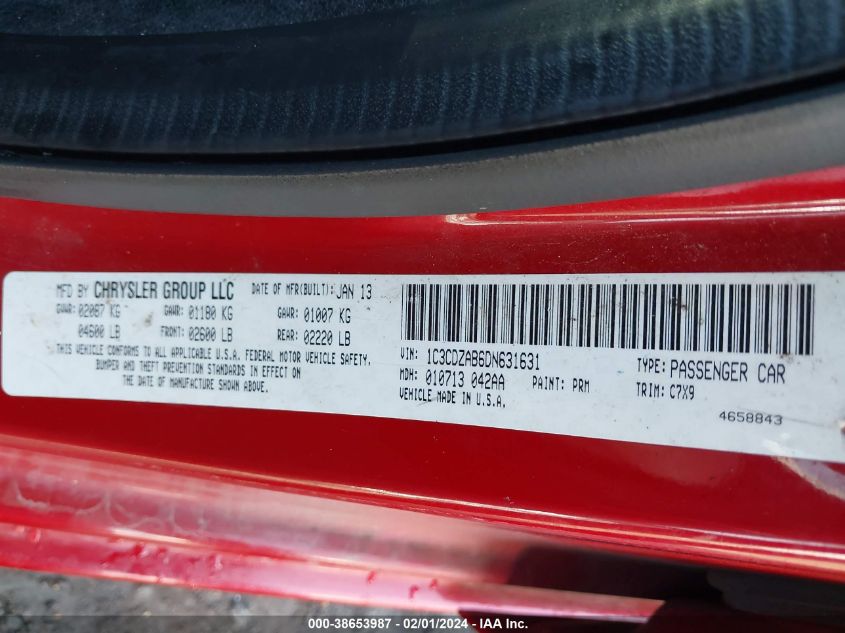 MFD BY CHRYSLER GROUP LLC DATE OF MFR(BUILT): JAN 13
GVWR: 02087 KG GAWR: 01180 KG GAWR: 01007 KG
04600 LB FRONT: 02600 LB REAR: 02220 LB
THIS VEHICLE CONFORMS TO ALL APPLICABLE U.S.A. FEDERAL MOTOR VEHICLE SAFETY,
BUMPER AND THEFT PREVENTION STANDARDS IN EFFECT ON
THE DATE OF MANUFACTURE SHOWN ABOVE.
VIN: 1C3CDZAB6DN631631 TYPE: PASSENGER CAR
MDH: 010713 042AA PAINT: PRM TRIM: C7X9
VEHICLE MADE IN U.S.A.
4658843
000-38653987 - 02/01/2024 - IAA Inc.